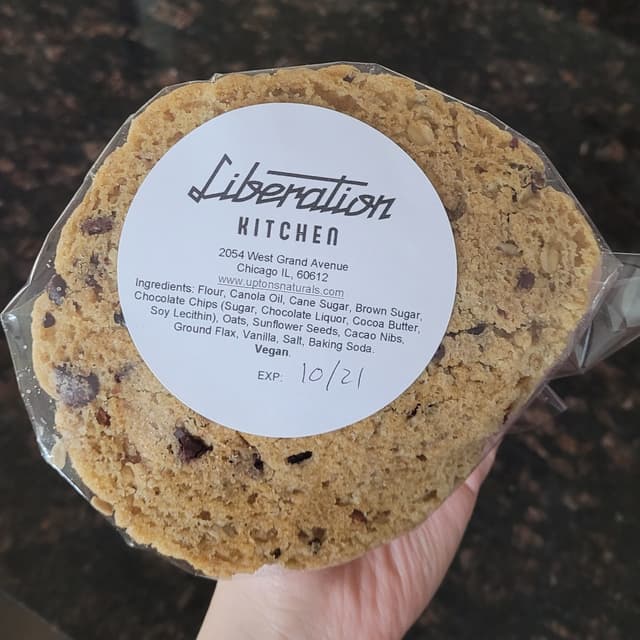 Liberation
KITCHEN
2054 West Grand Avenue
Chicago IL, 60612
www.uptonsnaturals.com
Ingredients: Flour, Canola Oil, Cane Sugar, Brown Sugar,
Chocolate Chips (Sugar, Chocolate Liquor, Cocoa Butter,
Soy Lecithin), Oats, Sunflower Seeds, Cacao Nibs,
Ground Flax, Vanilla, Salt, Baking Soda.
Vegan.
EXP: 10/21